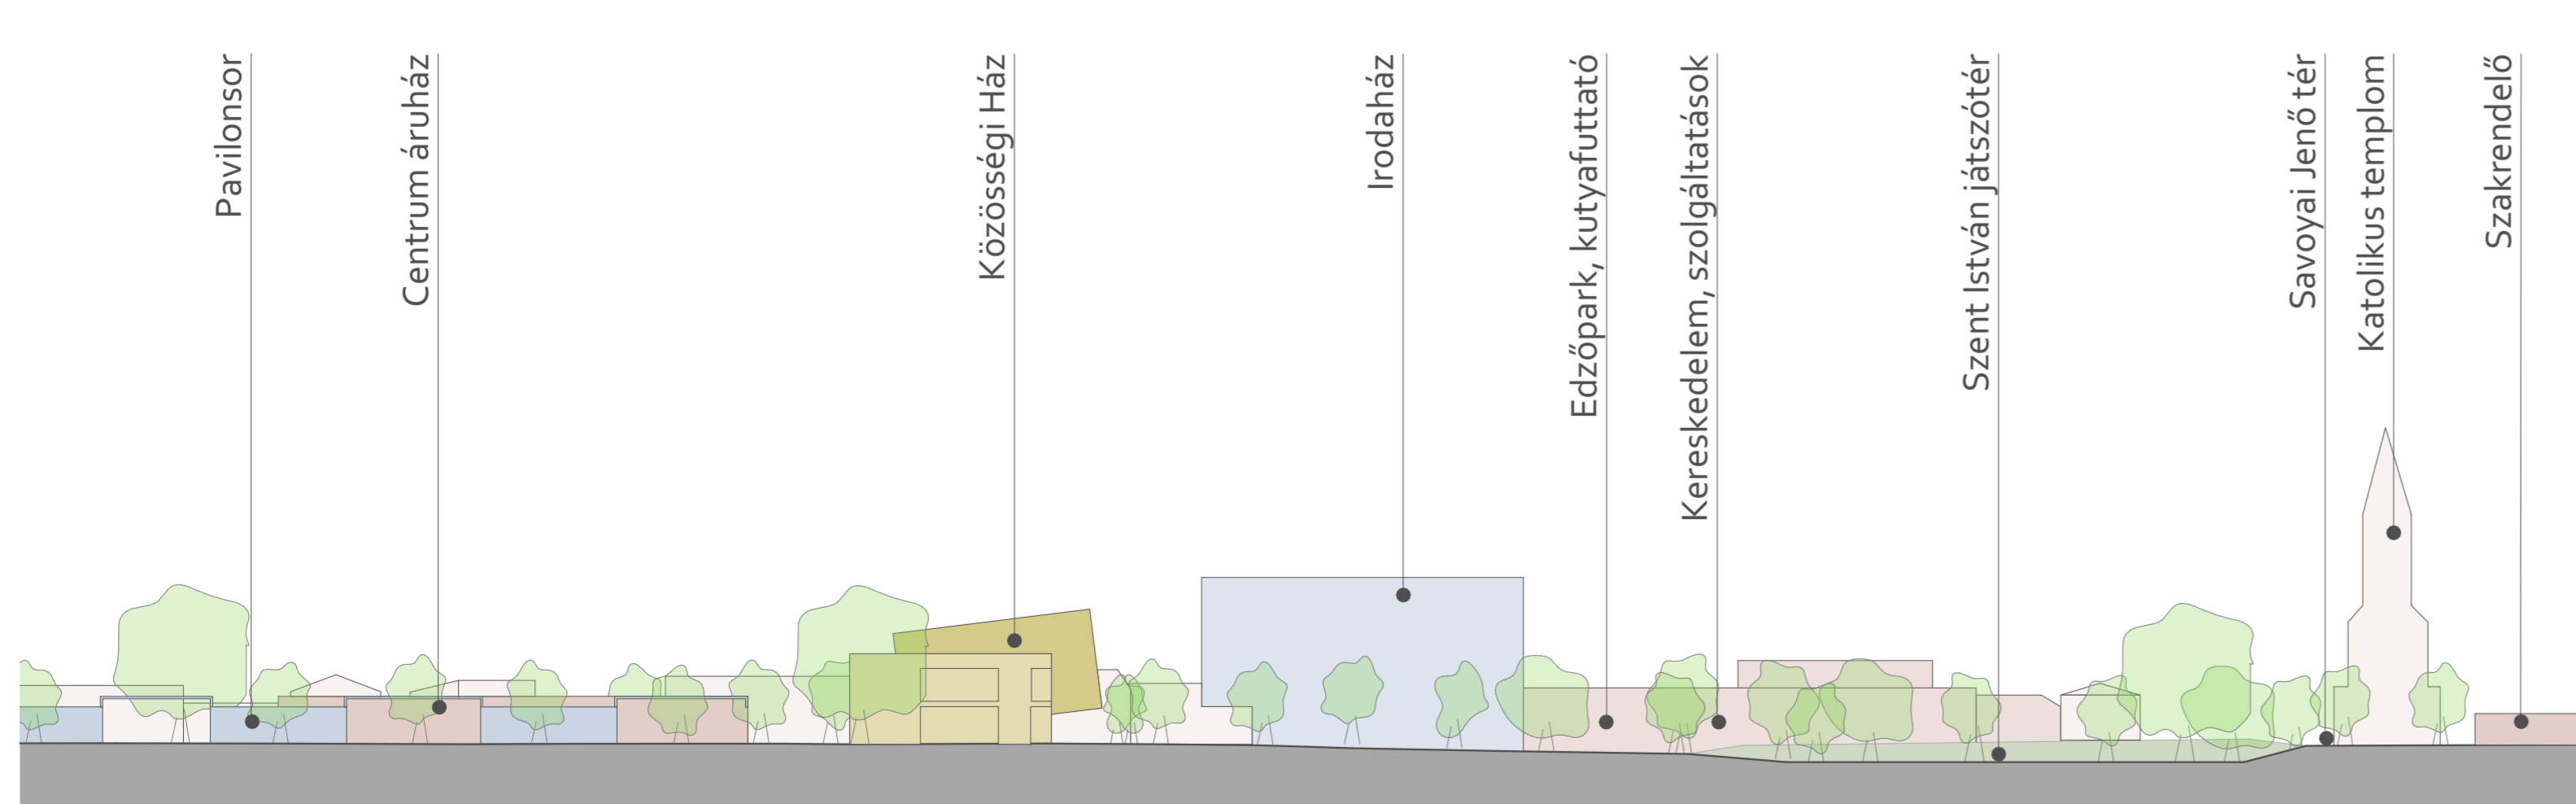 Pavilonsor
Centrum áruház
Közösségi Ház
Irodaház
Edzőpark, kutyafuttató
Kereskedelem, szolgáltatások
Szent István játszótér
Savoyai Jenő tér
Katolikus templom
Szakrendelő